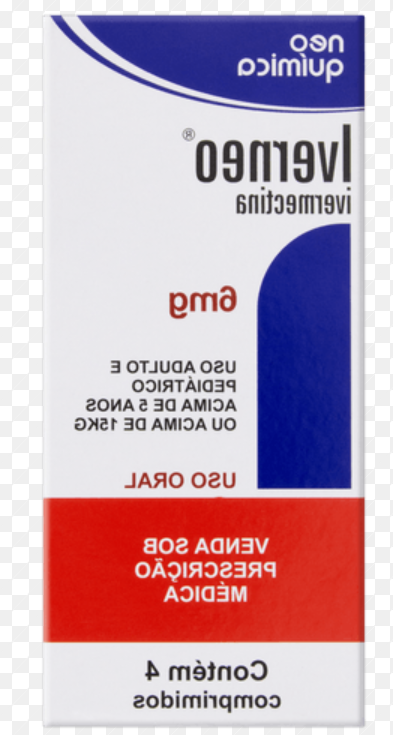 neo
química
Iverneo®
ivermectina
6mg
USO ADULTO E
PEDIÁTRICO
ACIMA DE 5 ANOS
OU ACIMA DE 15KG
USO ORAL
VENDA SOB
PRESCRIÇÃO
MÉDICA
Contém 4
comprimidos